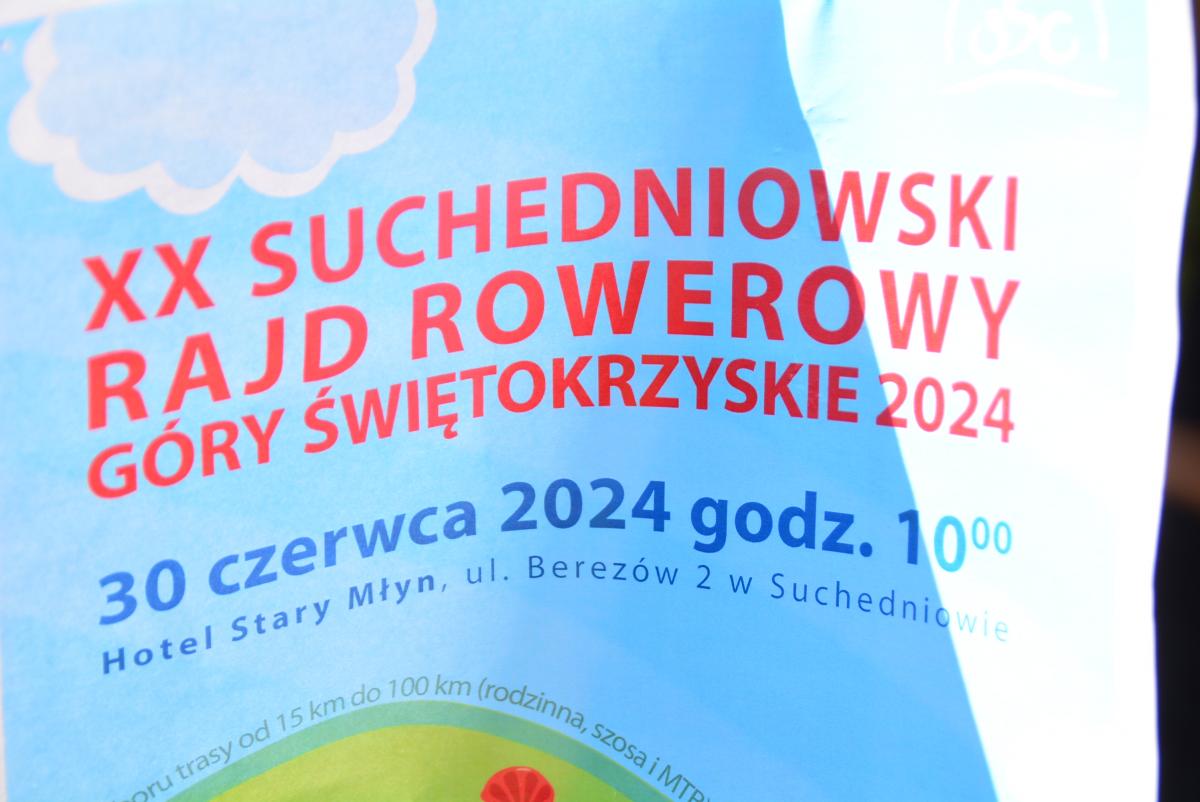 XX SUCHEDNIOWSKI
RAJD ROWEROWY
GÓRY ŚWIĘTOKRZYSKIE 2024
30 czerwca 2024 godz. 10⁰⁰
Hotel Stary Młyn, ul. Berezów 2 w Suchedniowie
trasy od 15 km do 100 km (rodzinna, szosa i MTB)